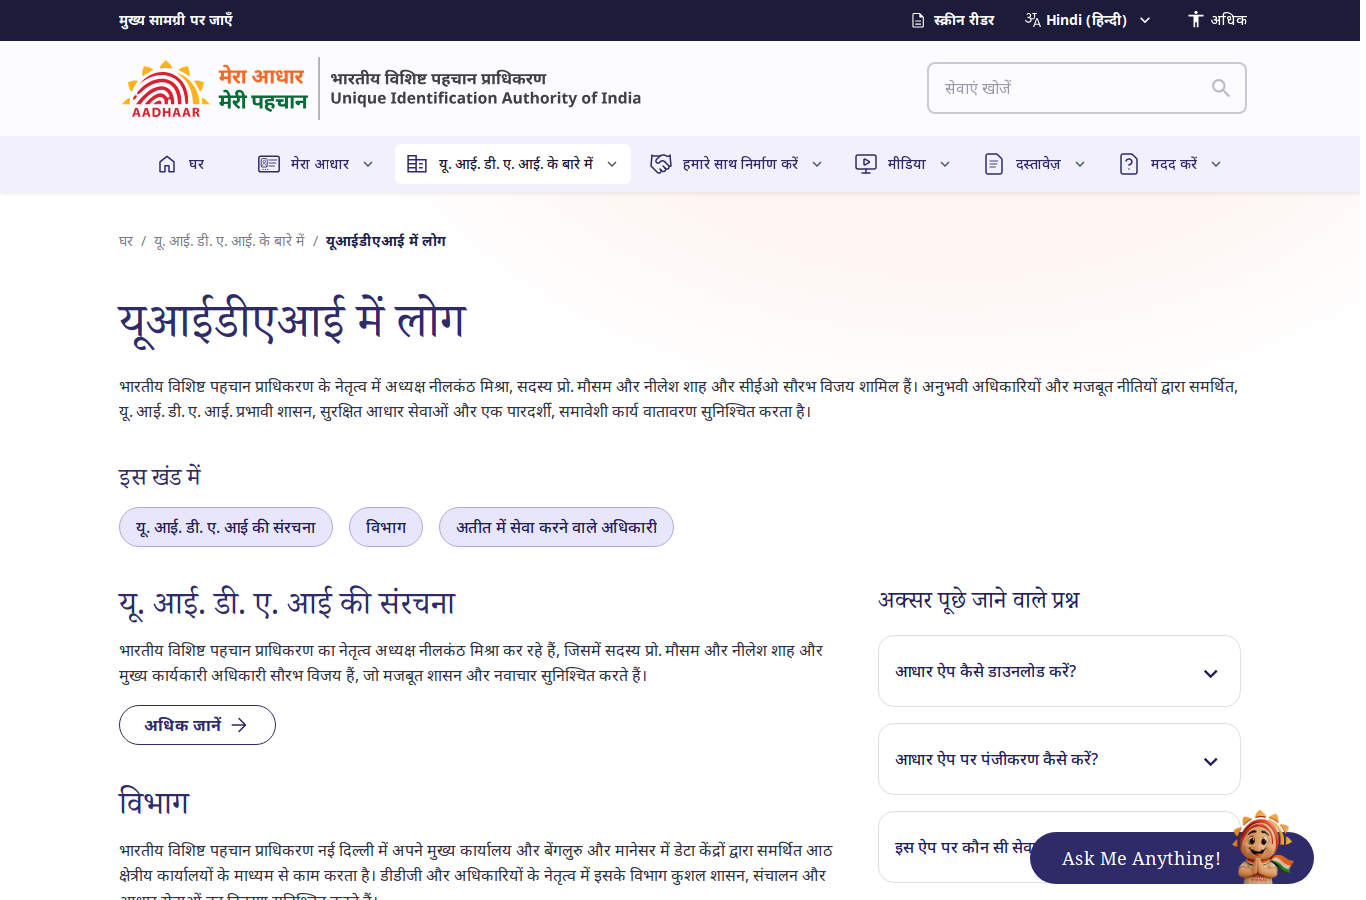 मुख्य सामग्री पर जाएँ
स्क्रीन रीडर
Hindi (हिन्दी)
अधिक
AADHAAR
मेरा आधार
मेरी पहचान
भारतीय विशिष्ट पहचान प्राधिकरण
Unique Identification Authority of India
सेवाएं खोजें
घर
मेरा आधार
यू. आई. डी. ए. आई. के बारे में
हमारे साथ निर्माण करें
मीडिया
दस्तावेज़
मदद करें
घर / यू. आई. डी. ए. आई. के बारे में / यूआईडीएआई में लोग
यूआईडीएआई में लोग
भारतीय विशिष्ट पहचान प्राधिकरण के नेतृत्व में अध्यक्ष नीलकंठ मिश्रा, सदस्य प्रो. मौसम और नीलेश शाह और सीईओ सौरभ विजय शामिल हैं। अनुभवी अधिकारियों और मजबूत नीतियों द्वारा समर्थित,
यू. आई. डी. ए. आई. प्रभावी शासन, सुरक्षित आधार सेवाओं और एक पारदर्शी, समावेशी कार्य वातावरण सुनिश्चित करता है।
इस खंड में
यू. आई. डी. ए. आई की संरचना
विभाग
अतीत में सेवा करने वाले अधिकारी
यू. आई. डी. ए. आई की संरचना
भारतीय विशिष्ट पहचान प्राधिकरण का नेतृत्व अध्यक्ष नीलकंठ मिश्रा कर रहे हैं, जिसमें सदस्य प्रो. मौसम और नीलेश शाह और
मुख्य कार्यकारी अधिकारी सौरभ विजय हैं, जो मजबूत शासन और नवाचार सुनिश्चित करते हैं।
अधिक जानें
विभाग
भारतीय विशिष्ट पहचान प्राधिकरण नई दिल्ली में अपने मुख्य कार्यालय और बेंगलुरु और मानेसर में डेटा केंद्रों द्वारा समर्थित आठ
क्षेत्रीय कार्यालयों के माध्यम से काम करता है। डीडीजी और अधिकारियों के नेतृत्व में इसके विभाग कुशल शासन, संचालन और
अक्सर पूछे जाने वाले प्रश्न
आधार ऐप कैसे डाउनलोड करें?
आधार ऐप पर पंजीकरण कैसे करें?
इस ऐप पर कौन सी
Ask Me Anything!